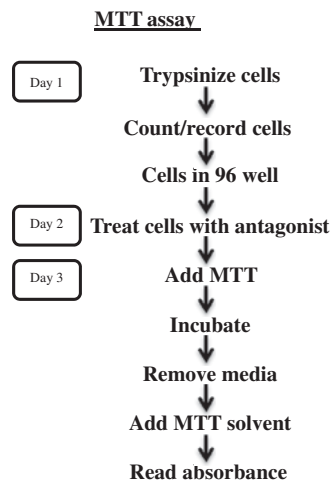 MTT assay
Day 1 Trypsinize cells
Count/record cells
Cells in 96 well
Day 2 Treat cells with antagonist
Day 3 Add MTT
Incubate
Remove media
Add MTT solvent
Read absorbance